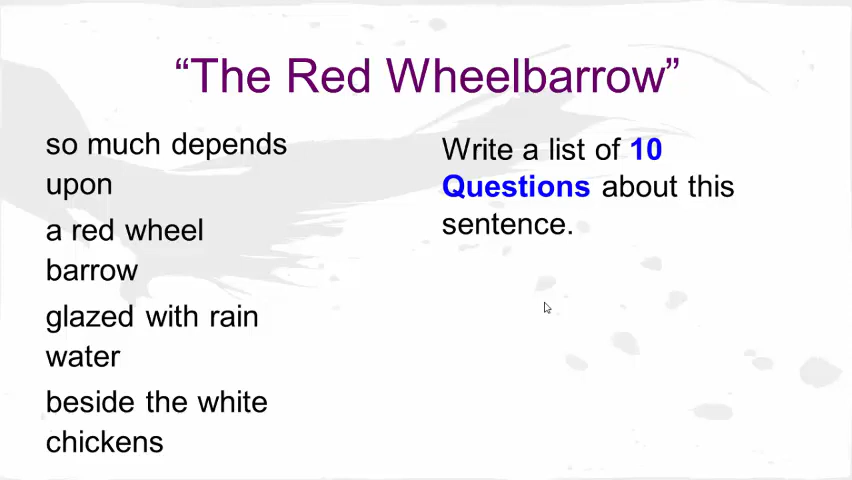 “The Red Wheelbarrow”
so much depends
upon
a red wheel
barrow
glazed with rain
water
beside the white
chickens
Write a list of 10
Questions about this
sentence.